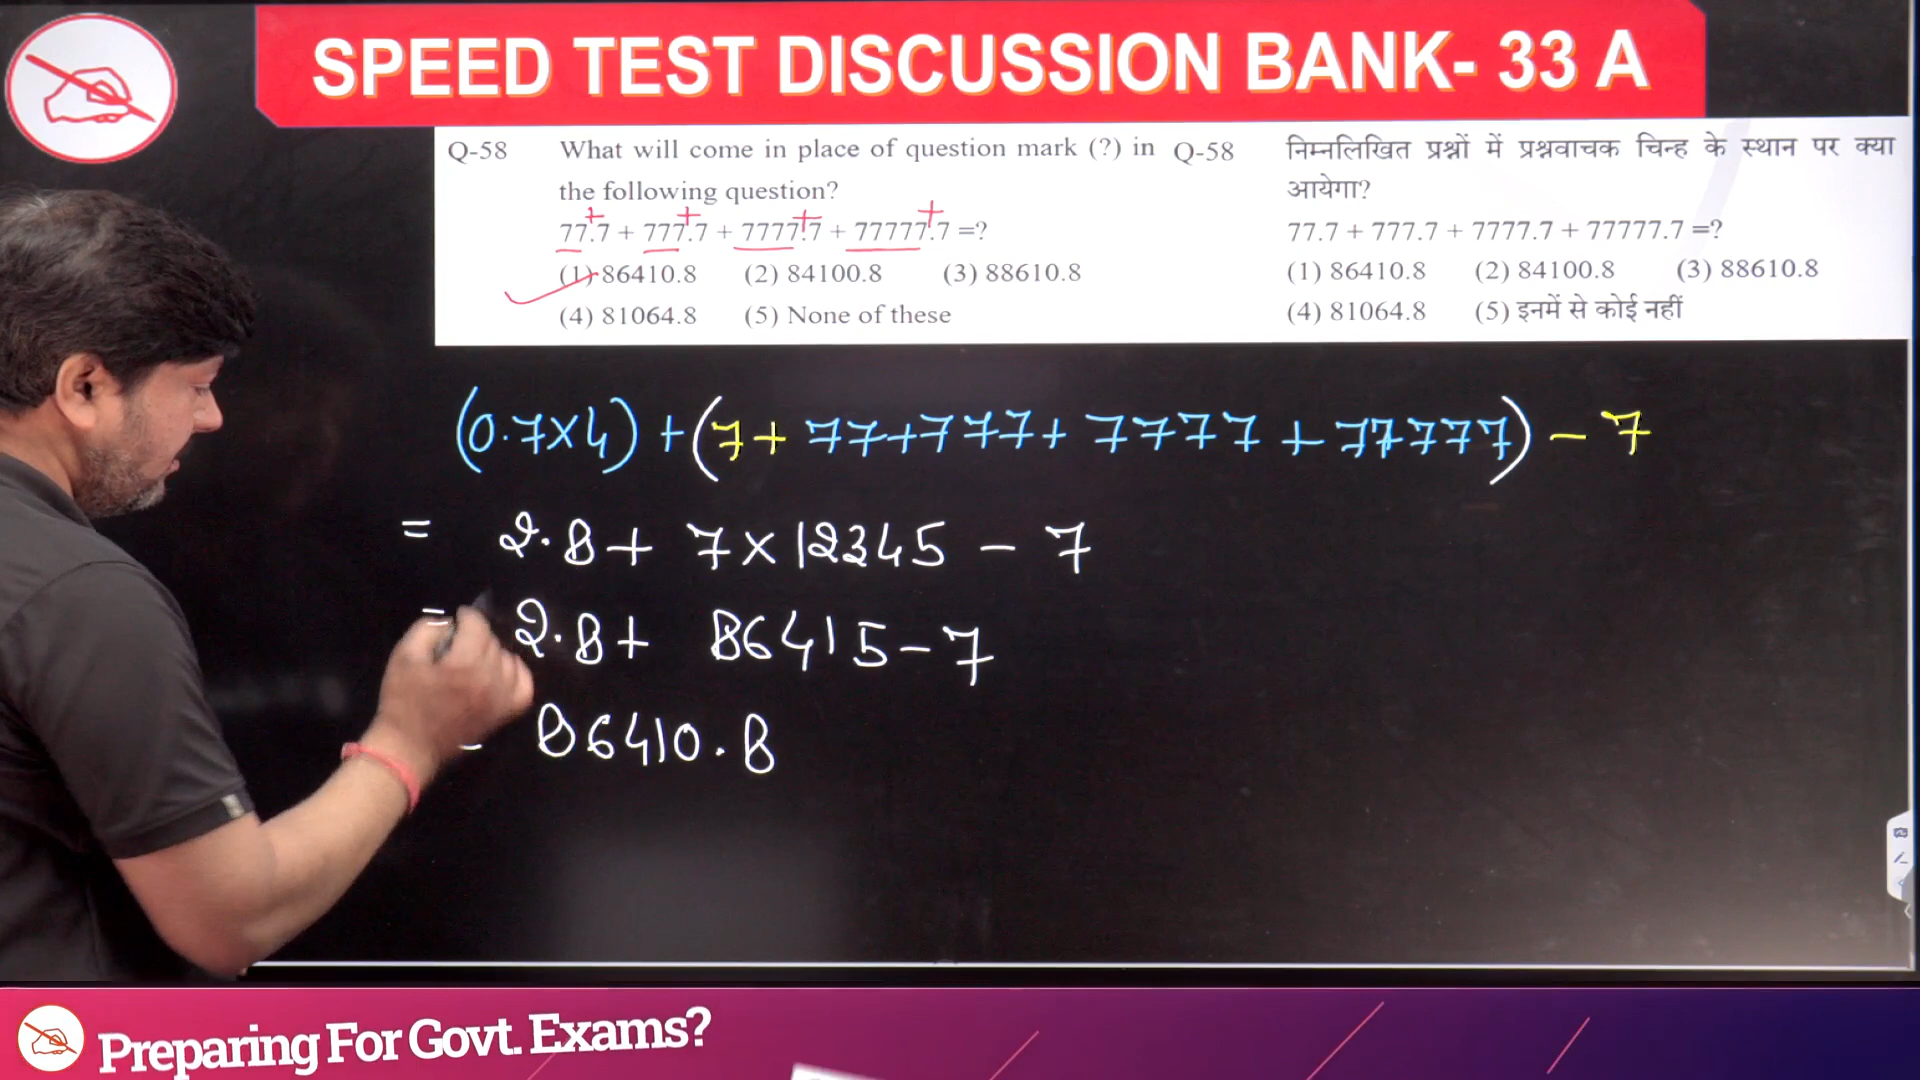 SPEED TEST DISCUSSION BANK- 33 A
Q-58 What will come in place of question mark (?) in
the following question?
77.7 + 777.7 + 7777.7 + 77777.7 =?
(1) 86410.8 (2) 84100.8 (3) 88610.8
(4) 81064.8 (5) None of these
Q-58 निम्नलिखित प्रश्नों में प्रश्नवाचक चिन्ह के स्थान पर क्या
आयेगा?
77.7 + 777.7 + 7777.7 + 77777.7 =?
(1) 86410.8 (2) 84100.8 (3) 88610.8
(4) 81064.8 (5) इनमें से कोई नहीं
(0.7×4) + (7+ 77+777+ 7777 + 77777) - 7
= 2.8+ 7×12345 - 7
= 2.8+ 86415-7
- 86410.8
Preparing For Govt. Exams?